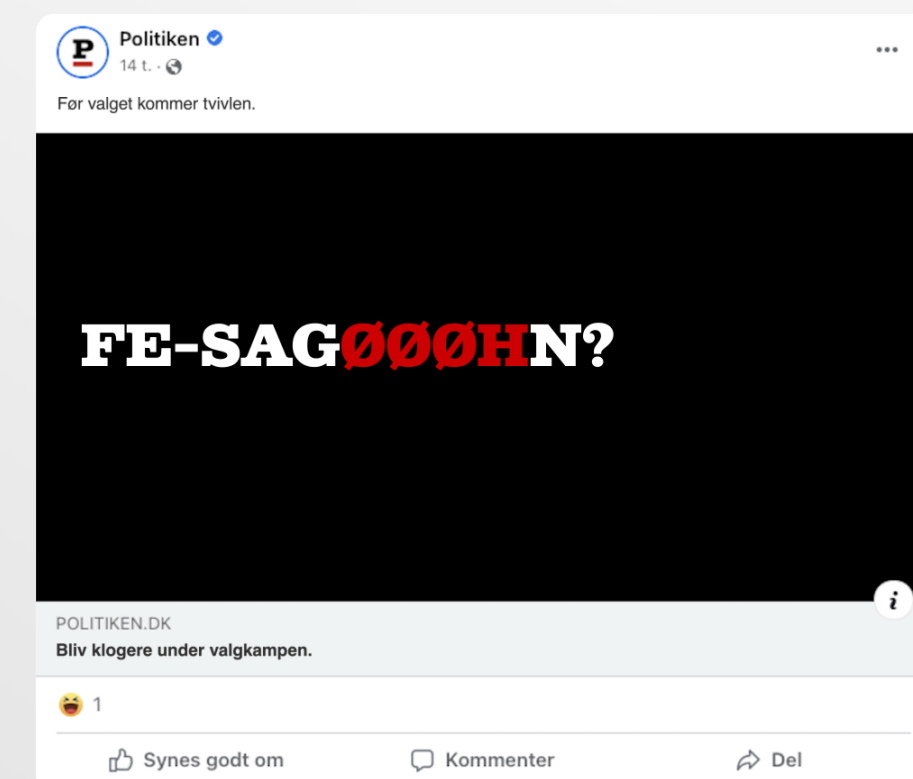 P
Politiken
14 t. ·
Før valget kommer tvivlen.
FE-SAGØØØHN?
i
POLITIKEN.DK
Bliv klogere under valgkampen.
1
Synes godt om
Kommenter
Del